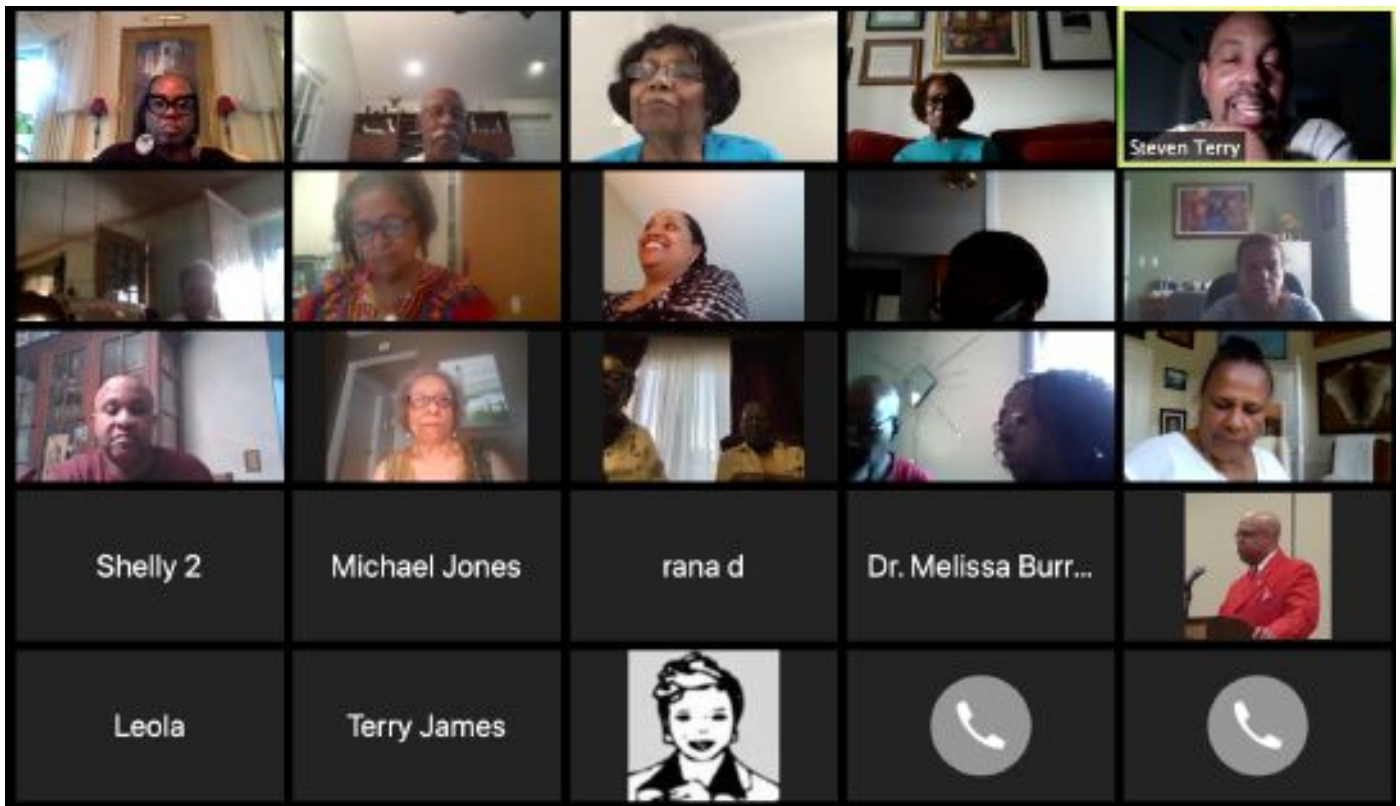 Steven Terry
Shelly 2
Michael Jones
rana d
Dr. Melissa Burr...
Leola
Terry James